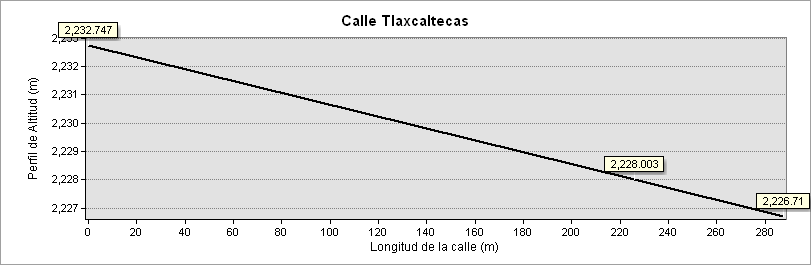 Calle Tlaxcaltecas
2,232.747
2,233
2,232
2,231
2,230
2,229
2,228
2,227
Perfil de Altitud (m)
2,228.003
2,226.71
0 20 40 60 80 100 120 140 160 180 200 220 240 260 280
Longitud de la calle (m)